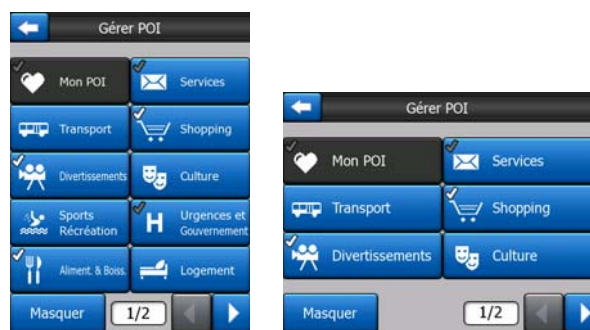 Gérer POI
Mon POI
Services
Transport
Shopping
Divertissements
Culture
Sports
Récréation
Urgences et
Gouvernement
Aliment. & Boiss.
Logement
Masquer
1/2
Gérer POI
Mon POI
Services
Transport
Shopping
Divertissements
Culture
Masquer
1/2